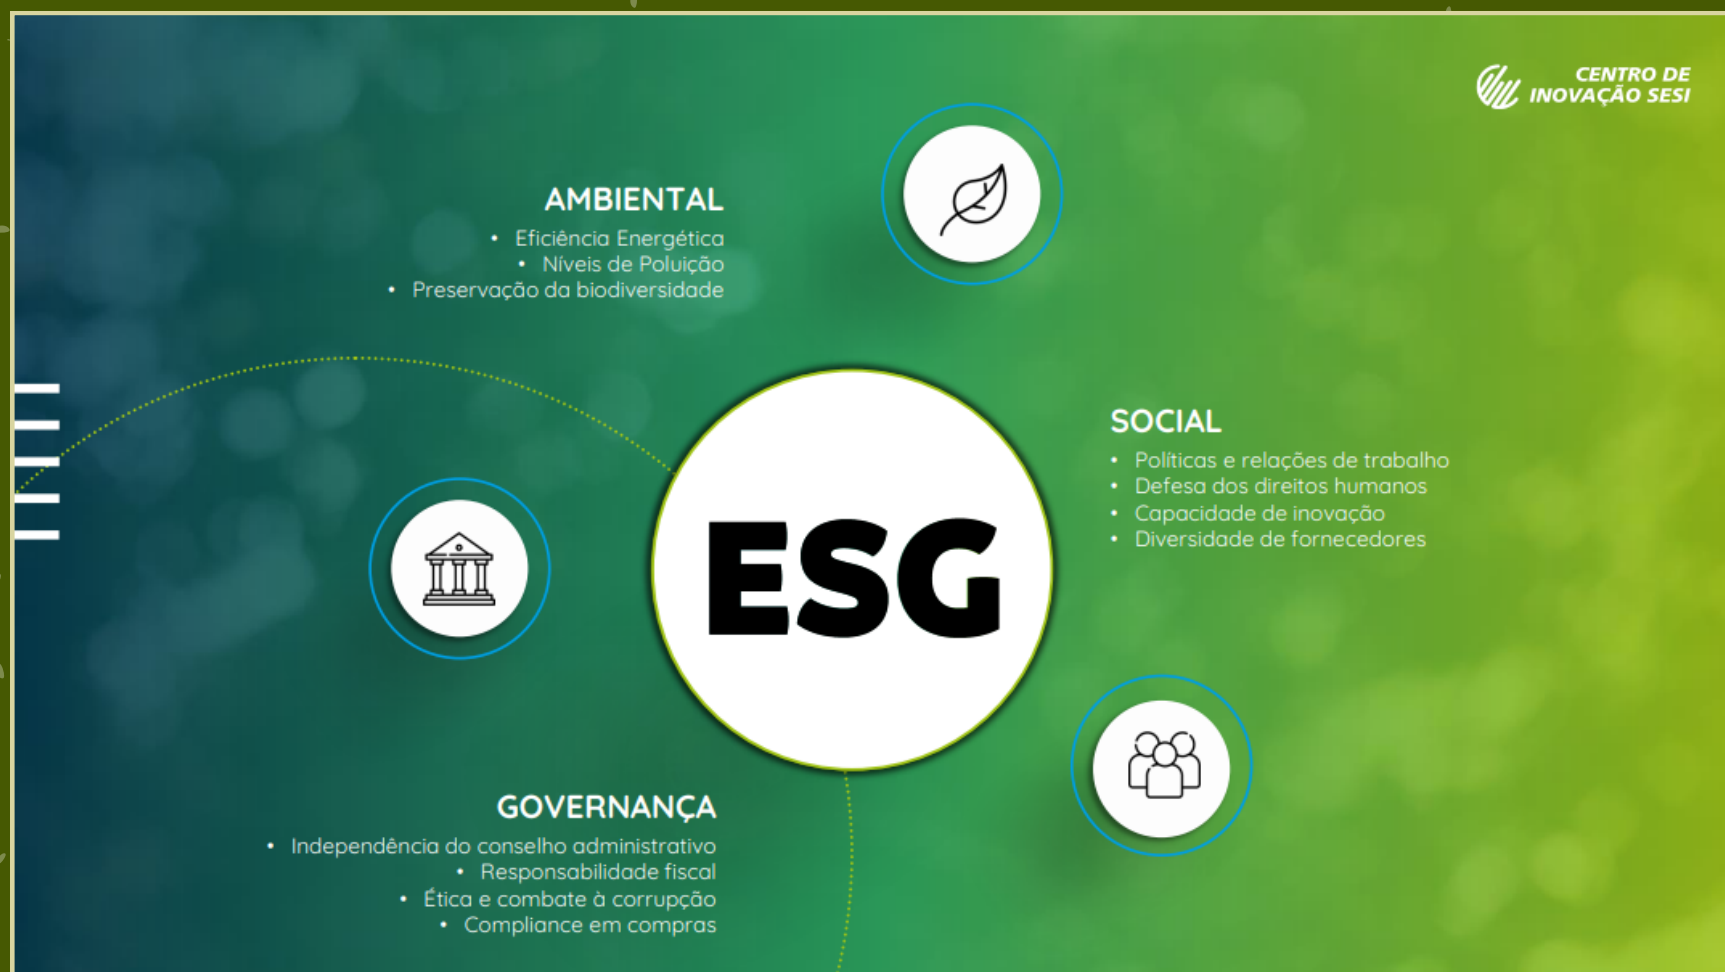 CENTRO DE
INOVAÇÃO SESI
AMBIENTAL
• Eficiência Energética
• Níveis de Poluição
• Preservação da biodiversidade
SOCIAL
• Políticas e relações de trabalho
• Defesa dos direitos humanos
• Capacidade de inovação
• Diversidade de fornecedores
ESG
GOVERNANÇA
• Independência do conselho administrativo
• Responsabilidade fiscal
• Ética e combate à corrupção
• Compliance em compras